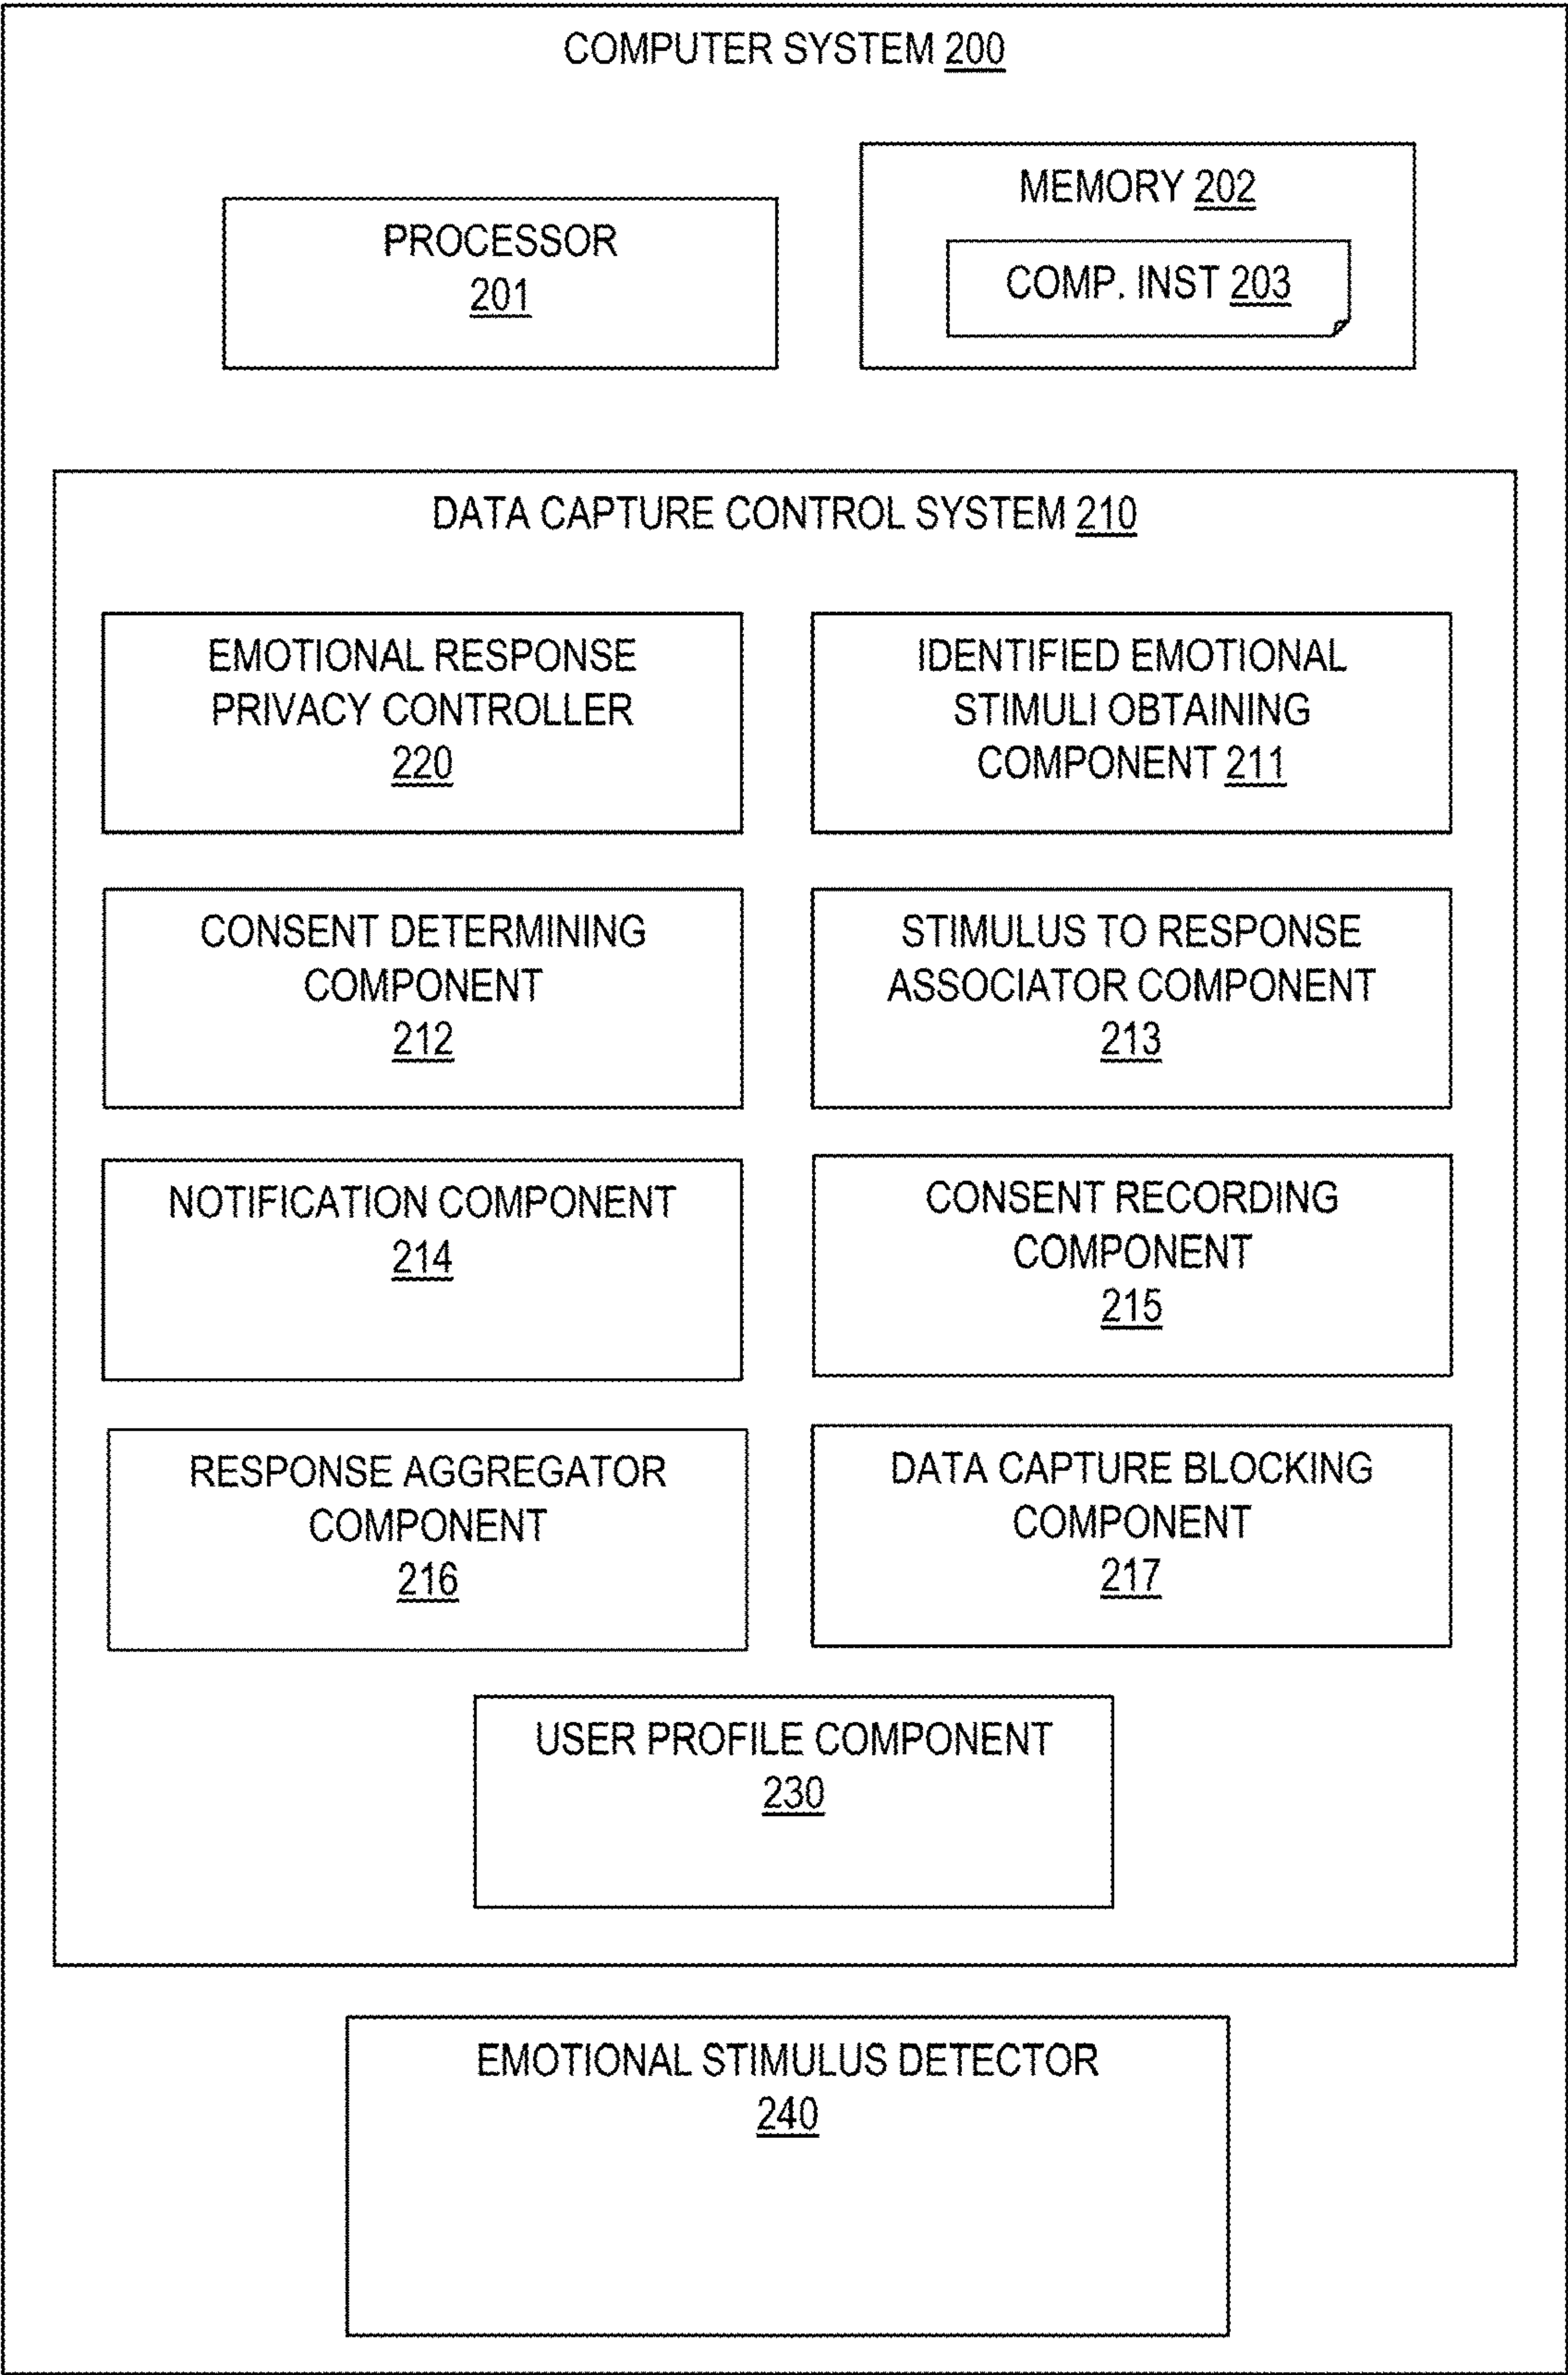 COMPUTER SYSTEM 200
PROCESSOR
201
MEMORY 202
COMP. INST 203
DATA CAPTURE CONTROL SYSTEM 210
EMOTIONAL RESPONSE
PRIVACY CONTROLLER
220
IDENTIFIED EMOTIONAL
STIMULI OBTAINING
COMPONENT 211
CONSENT DETERMINING
COMPONENT
212
STIMULUS TO RESPONSE
ASSOCIATOR COMPONENT
213
NOTIFICATION COMPONENT
214
CONSENT RECORDING
COMPONENT
215
RESPONSE AGGREGATOR
COMPONENT
216
DATA CAPTURE BLOCKING
COMPONENT
217
USER PROFILE COMPONENT
230
EMOTIONAL STIMULUS DETECTOR
240